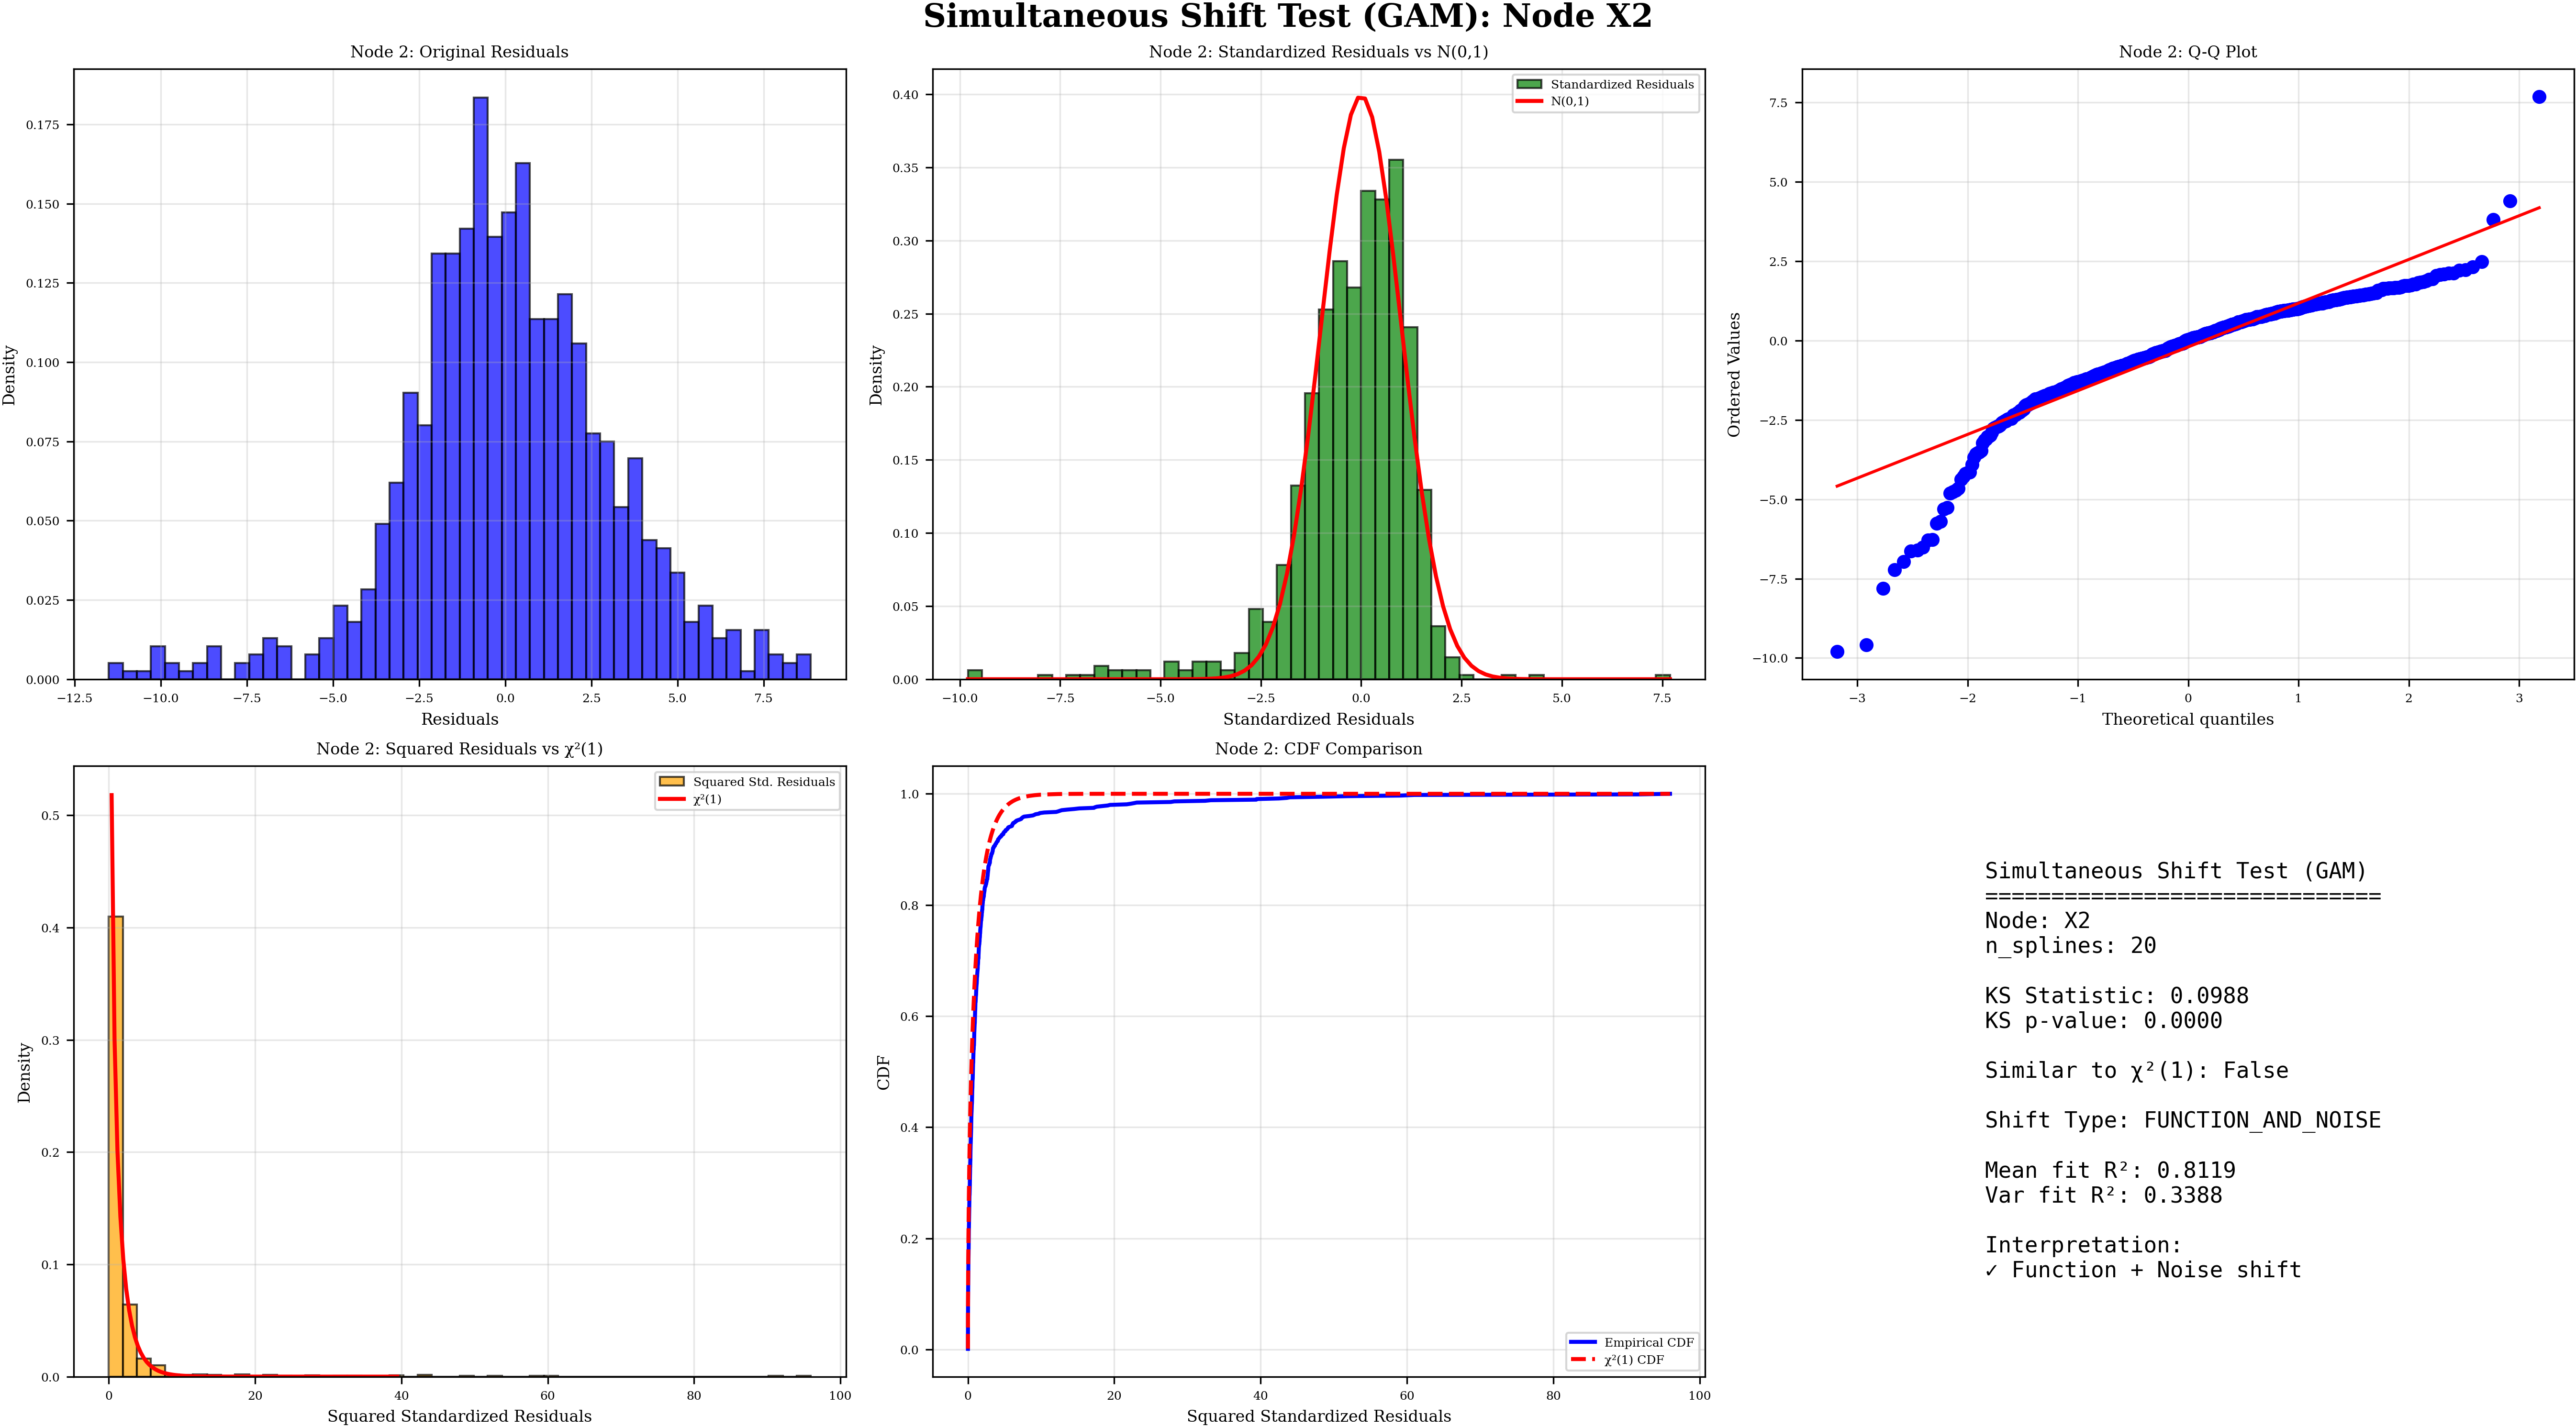 Simultaneous Shift Test (GAM): Node X2
Node 2: Original Residuals
Density
0.175
0.150
0.125
0.100
0.075
0.050
0.025
0.000
−12.5 −10.0 −7.5 −5.0 −2.5 0.0 2.5 5.0 7.5
Residuals
Node 2: Standardized Residuals vs N(0,1)
Standardized Residuals
N(0,1)
Density
0.40
0.35
0.30
0.25
0.20
0.15
0.10
0.05
0.00
−10.0 −7.5 −5.0 −2.5 0.0 2.5 5.0 7.5
Standardized Residuals
Node 2: Q-Q Plot
Ordered Values
7.5
5.0
2.5
0.0
−2.5
−5.0
−7.5
−10.0
−3 −2 −1 0 1 2 3
Theoretical quantiles
Node 2: Squared Residuals vs χ²(1)
Squared Std. Residuals
χ²(1)
Density
0.5
0.4
0.3
0.2
0.1
0.0
0 20 40 60 80 100
Squared Standardized Residuals
Node 2: CDF Comparison
CDF
1.0
0.8
0.6
0.4
0.2
0.0
Empirical CDF
χ²(1) CDF
0 20 40 60 80 100
Squared Standardized Residuals
Simultaneous Shift Test (GAM)
==============================
Node: X2
n_splines: 20
KS Statistic: 0.0988
KS p-value: 0.0000
Similar to χ²(1): False
Shift Type: FUNCTION_AND_NOISE
Mean fit R²: 0.8119
Var fit R²: 0.3388
Interpretation:
✓ Function + Noise shift